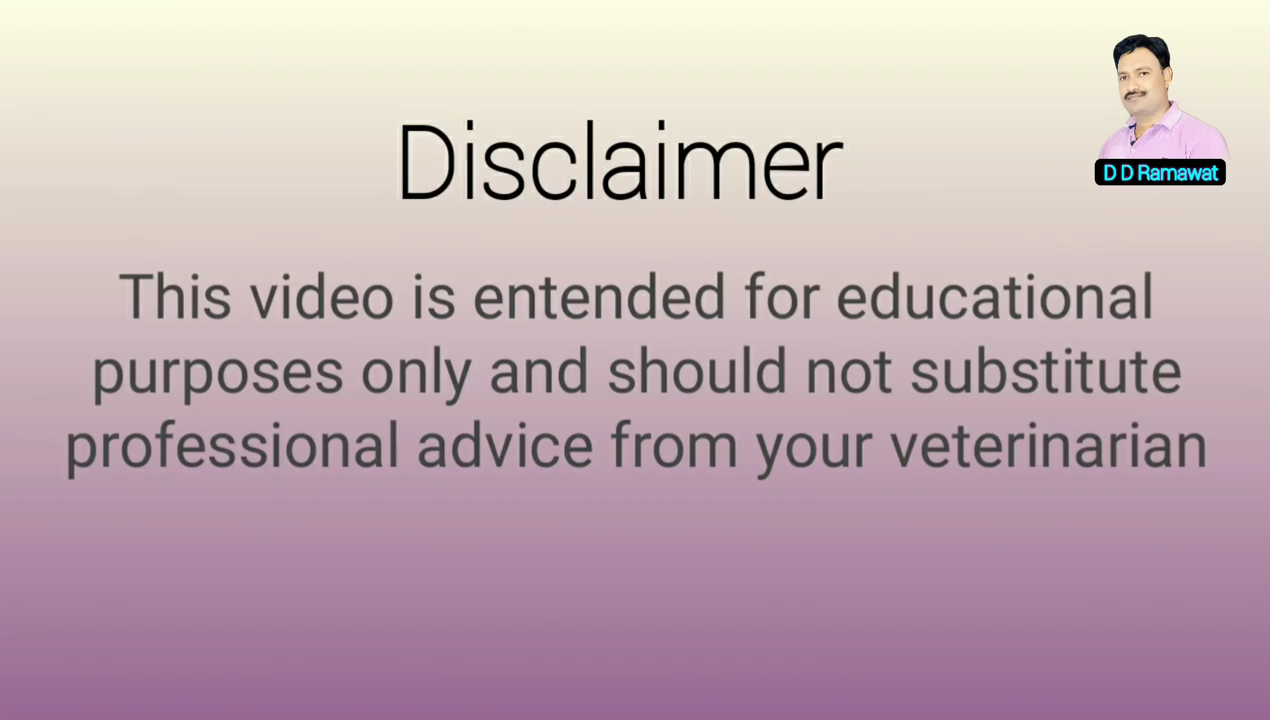 Disclaimer
D D Ramawat
This video is entended for educational
purposes only and should not substitute
professional advice from your veterinarian